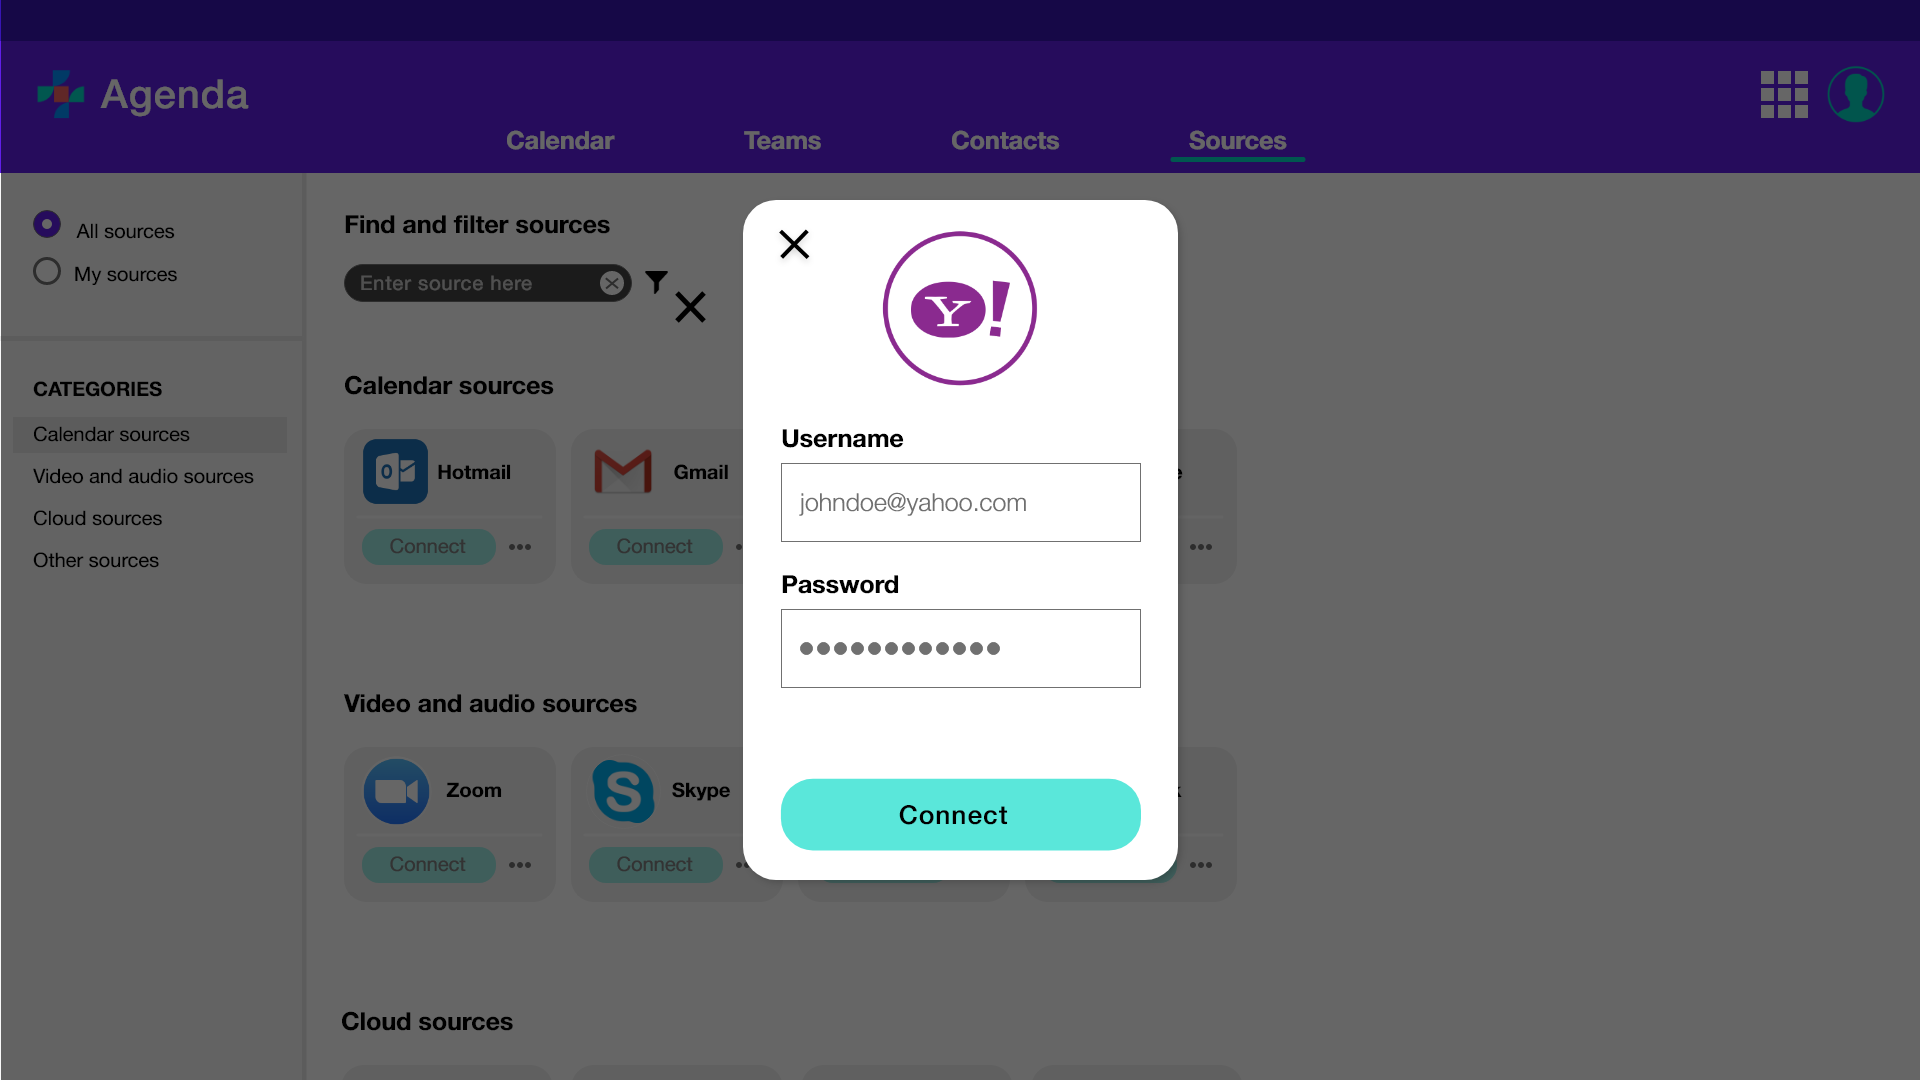 Agenda
Calendar Teams Contacts Sources
All sources
My sources
Find and filter sources
Enter source here
CATEGORIES
Calendar sources
Video and audio sources
Cloud sources
Other sources
Calendar sources
Hotmail
Gmail
Connect
Connect
Video and audio sources
Zoom
Skype
Connect
Connect
Cloud sources
Y!
Username
johndoe@yahoo.com
Password
Connect